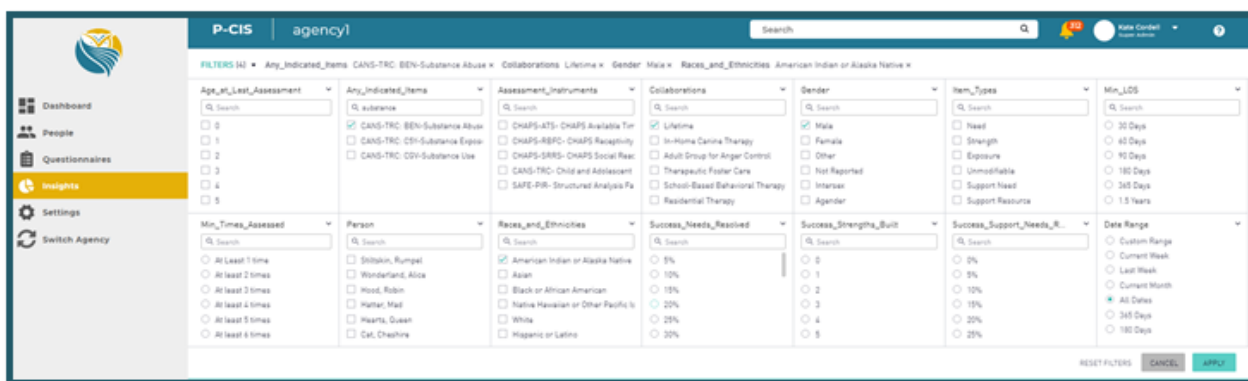 P-CIS agency1 Search 312 Kate Cordell
Super Admin
FILTERS (4) Any_Indicated_Items CANS-TRC: BEN-Substance Abuse × Collaborations Lifetime × Gender Male × Races_and_Ethnicities American Indian or Alaska Native ×
Dashboard
People
Questionnaires
Insights
Settings
Switch Agency
Age_at_Last_Assessment
Search
0
1
2
3
4
5
Any_Indicated_Items
substance
CANS-TRC: BEN-Substance Abuse
CANS-TRC: CSY-Substance Expos
CANS-TRC: CGV-Substance Use
Assessment_Instruments
Search
CHAPS-ATS- CHAPS Available Tir
CHAPS-RBFC- CHAPS Receptivity
CHAPS-SRRS- CHAPS Social Reac
CANS-TRC- Child and Adolescent
SAFE-PIR- Structured Analysis Fa
Collaborations
Search
Lifetime
In-Home Canine Therapy
Adult Group for Anger Control
Therapeutic Foster Care
School-Based Behavioral Therapy
Residential Therapy
Gender
Search
Male
Female
Other
Not Reported
Intersex
Agender
Item_Types
Search
Need
Strength
Exposure
Unmodifiable
Support Need
Support Resource
Min_LOS
Search
30 Days
60 Days
90 Days
180 Days
365 Days
1.5 Years
Min_Times_Assessed
Search
At Least 1 time
At least 2 times
At least 3 times
At least 4 times
At least 5 times
At least 6 times
Person
Search
Stiltskin, Rumpel
Wonderland, Alice
Hood, Robin
Hatter, Mad
Hearts, Queen
Cat, Cheshire
Races_and_Ethnicities
Search
American Indian or Alaska Native
Asian
Black or African American
Native Hawaiian or Other Pacific Is
White
Hispanic or Latino
Success_Needs_Resolved
Search
5%
10%
15%
20%
25%
30%
Success_Strengths_Built
Search
0
1
2
3
4
5
Success_Support_Needs_R...
Search
0%
5%
10%
15%
20%
25%
Date Range
Custom Range
Current Week
Last Week
Current Month
All Dates
365 Days
180 Days
RESET FILTERS CANCEL APPLY